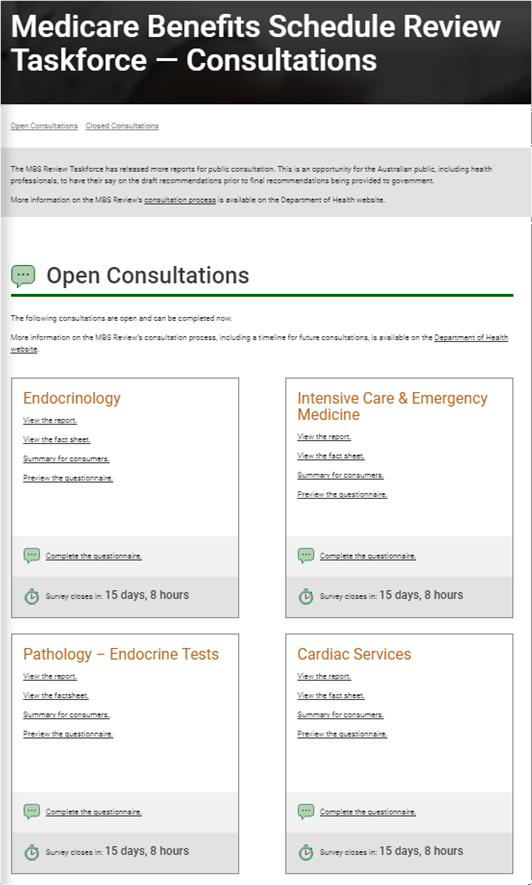 Medicare Benefits Schedule Review
Taskforce — Consultations
Open Consultations Closed Consultations
The MBS Review Taskforce has released more reports for public consultation. This is an opportunity for the Australian public, including health
professionals, to have their say on the draft recommendations prior to final recommendations being provided to government.
More information on the MBS Review's consultation process is available on the Department of Health website.
Open Consultations
The following consultations are open and can be completed now.
More information on the MBS Review's consultation process, including a timeline for future consultations, is available on the Department of Health
website.
Endocrinology
View the report.
View the fact sheet.
Summary for consumers.
Preview the questionnaire.
Complete the questionnaire.
Survey closes in: 15 days, 8 hours
Intensive Care & Emergency
Medicine
View the report.
View the fact sheet.
Summary for consumers.
Preview the questionnaire.
Complete the questionnaire.
Survey closes in: 15 days, 8 hours
Pathology – Endocrine Tests
View the report.
View the factsheet.
Summary for consumers.
Preview the questionnaire.
Complete the questionnaire.
Survey closes in: 15 days, 8 hours
Cardiac Services
View the report.
View the fact sheet.
Summary for consumers.
Preview the questionnaire.
Complete the questionnaire.
Survey closes in: 15 days, 8 hours